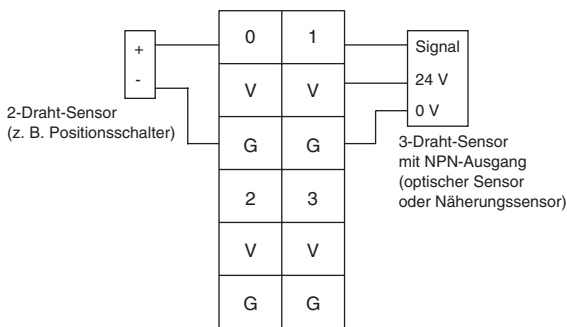 +
-
2-Draht-Sensor
(z. B. Positionsschalter)
0 1
V V
G G
2 3
V V
G G
Signal
24 V
0 V
3-Draht-Sensor
mit NPN-Ausgang
(optischer Sensor
oder Näherungssensor)